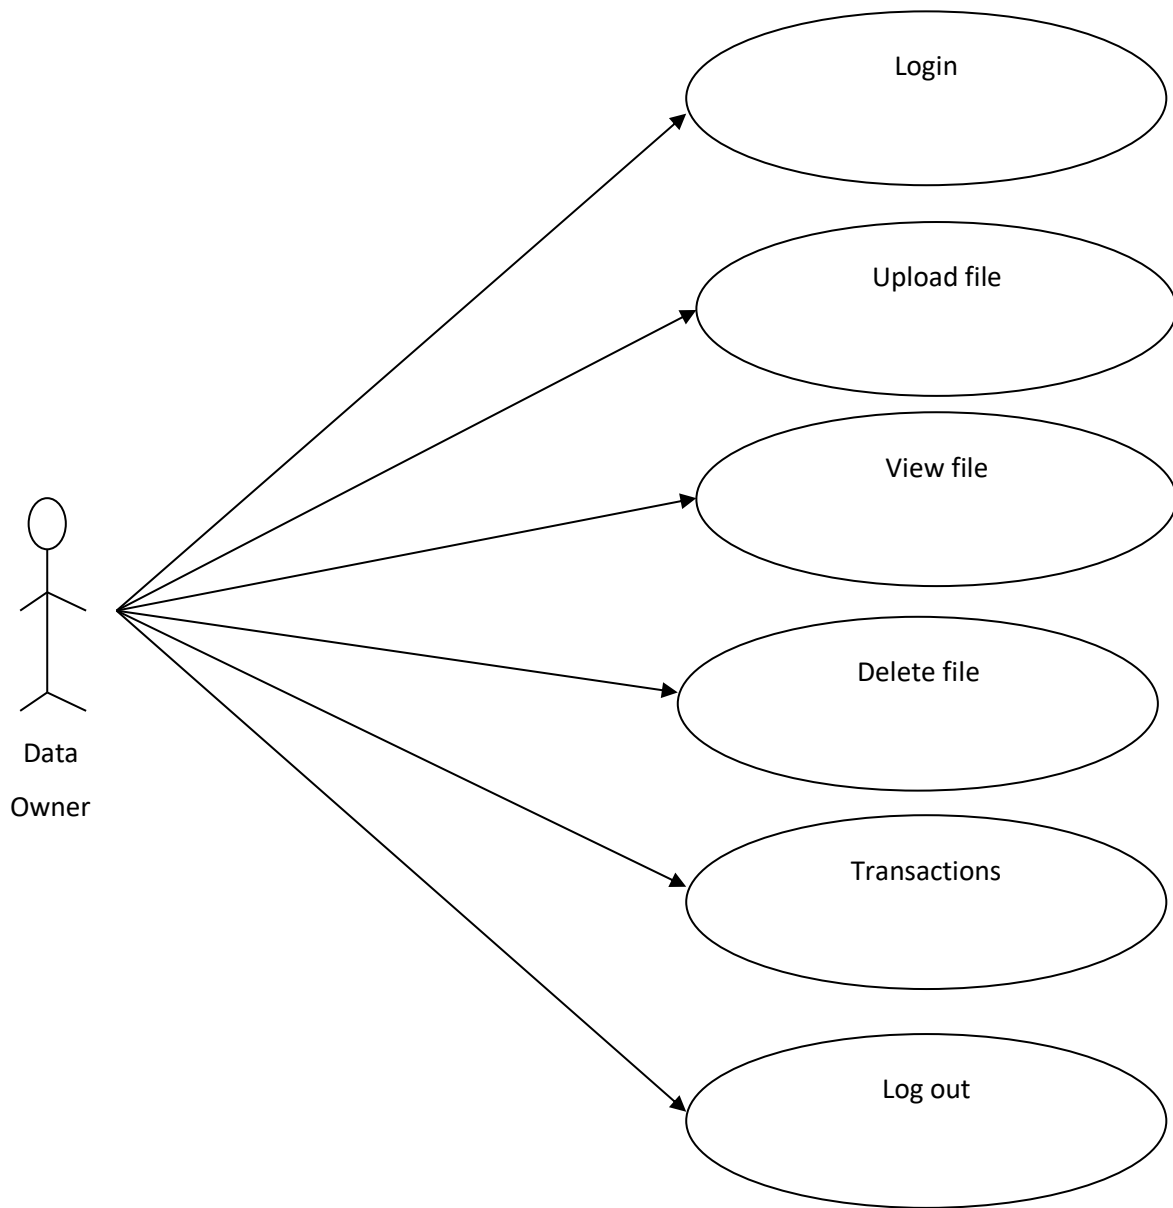 Login
Upload file
View file
Delete file
Data
Owner
Transactions
Log out